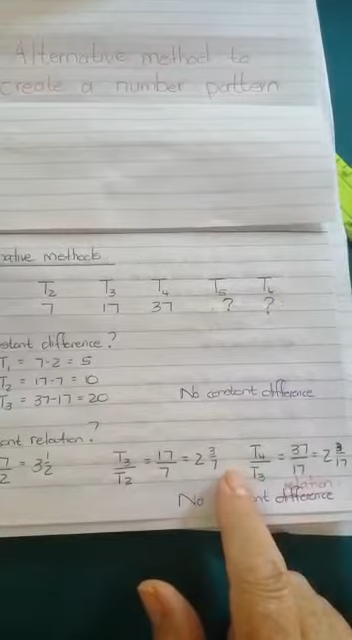 Alternative method to
create a number pattern
native methods
T₂ T₃ T₄ T₅ T₆
7 17 37 ? ?
stant difference?
T₁ = 7-2 = 5
T₂ = 17-7 = 10
T₃ = 37-17 = 20
No constant difference
ant relation?
7/2 = 3 1/2 T₃/T₂ = 17/7 = 2 3/7 T₄/T₃ = 37/17 = 2 3/17
relation
No nt difference